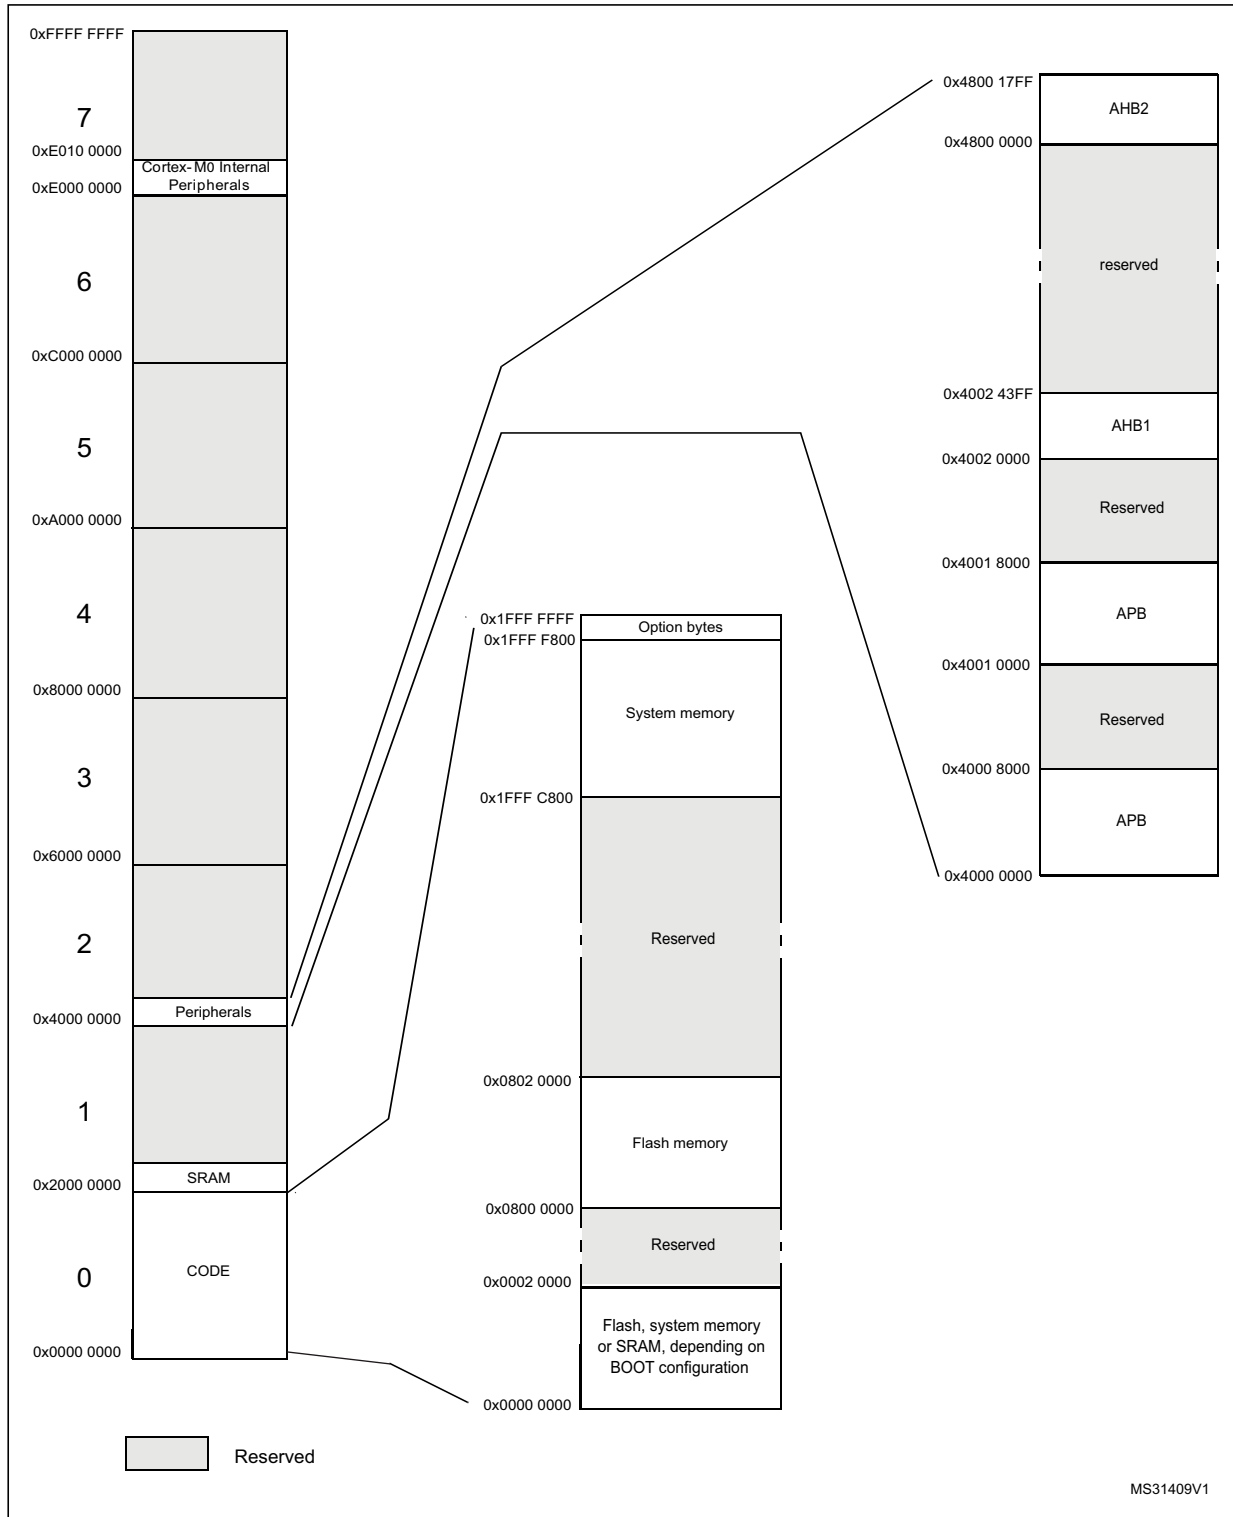 0xFFFF FFFF
7
0xE010 0000
Cortex-M0 Internal
Peripherals
0xE000 0000
6
0xC000 0000
5
0xA000 0000
4
0x8000 0000
3
0x6000 0000
2
Peripherals
0x4000 0000
1
SRAM
0x2000 0000
CODE
0
0x0000 0000
0x1FFF FFFF
Option bytes
0x1FFF F800
System memory
0x1FFF C800
Reserved
0x0802 0000
Flash memory
0x0800 0000
Reserved
0x0002 0000
Flash, system memory
or SRAM, depending on
BOOT configuration
0x0000 0000
0x4800 17FF
AHB2
0x4800 0000
reserved
0x4002 43FF
AHB1
0x4002 0000
Reserved
0x4001 8000
APB
0x4001 0000
Reserved
0x4000 8000
APB
0x4000 0000
Reserved
MS31409V1